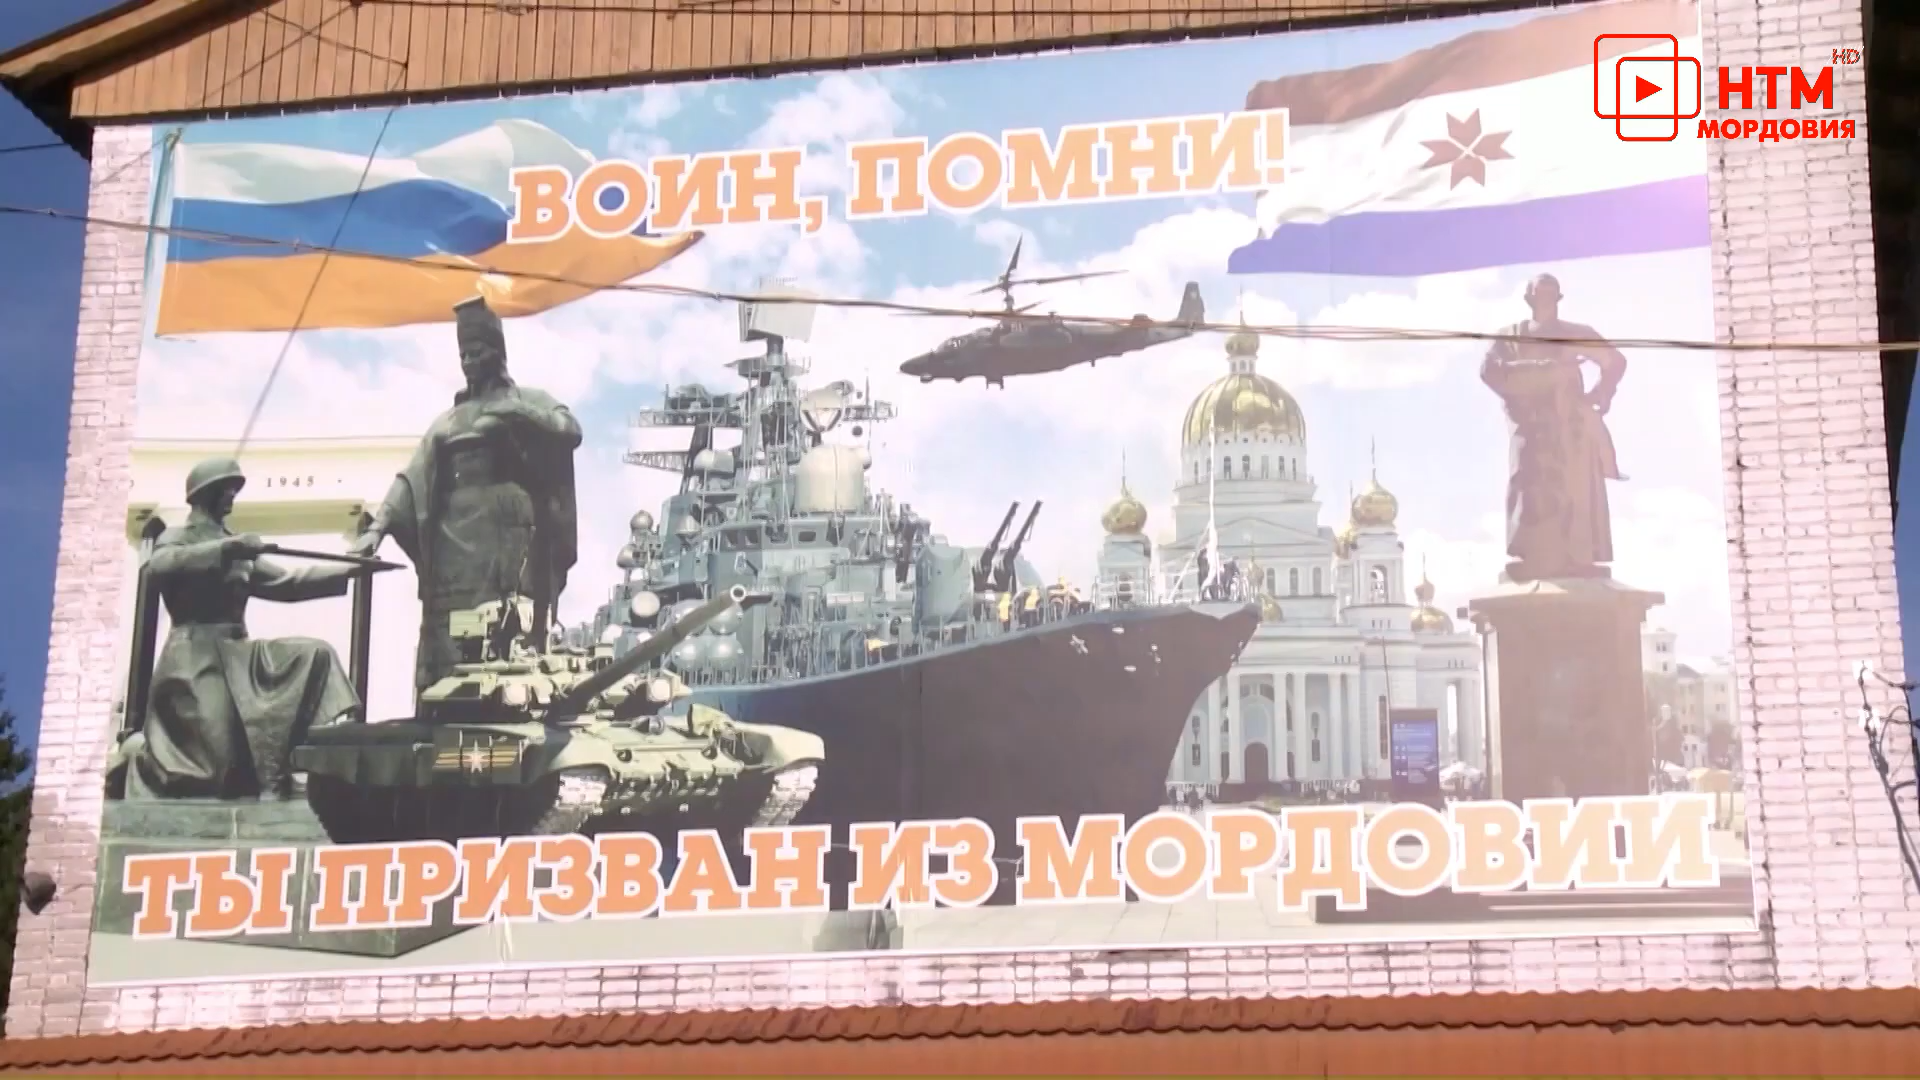 HD
НТМ
МОРДОВИЯ
ВОИН, ПОМНИ!
1945
ТЫ ПРИЗВАН ИЗ МОРДОВИИ